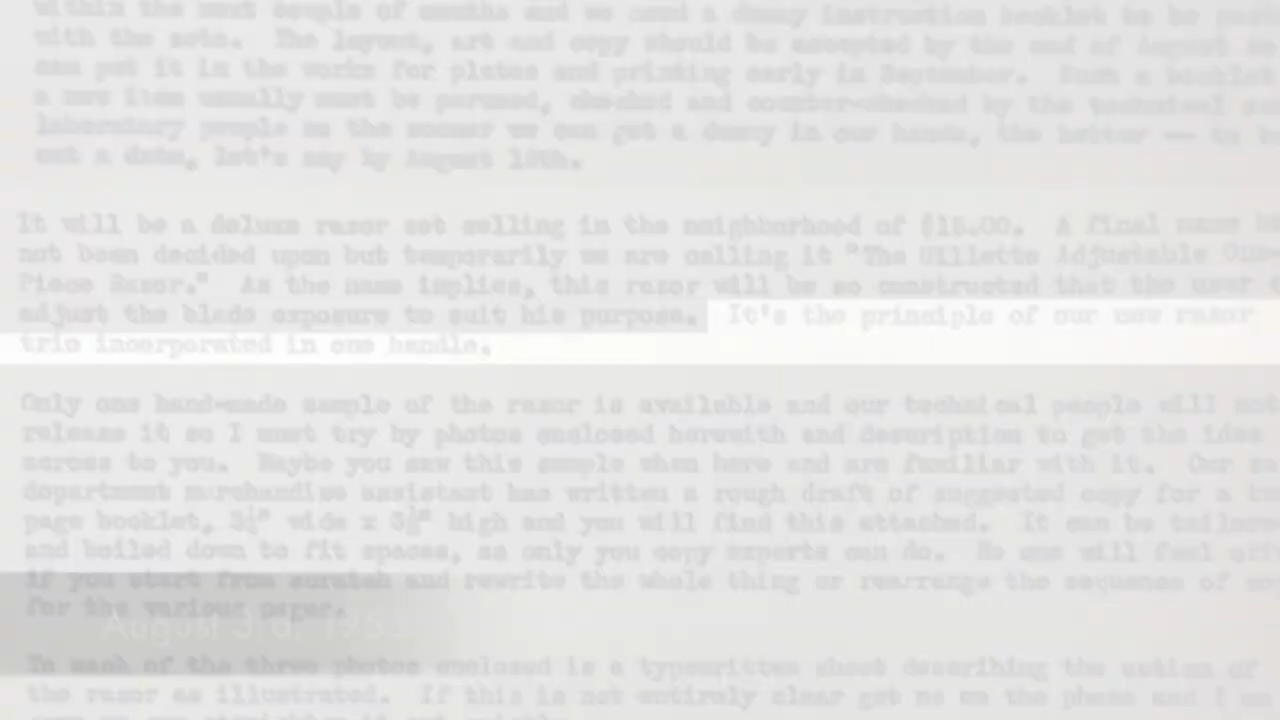 within the next couple of months and we need a dummy instruction booklet to be
with the sets. The layout, art and copy should be accepted by the end of August
can put it in the works for plates and printing early in September. Such a booklet
a new item usually must be perused, checked and counter-checked by the technical
laboratory people so the sooner we can get a dummy in our hands, the better — to
out a date, let's say by August 18th.
It will be a deluxe razor set selling in the neighborhood of $15.00. A final name
not been decided upon but temporarily we are calling it "The Gillette Adjustable One-
Piece Razor." As the name implies, this razor will be so constructed that the user
adjust the blade exposure to suit his purpose. It's the principle of our new razor
trio incorporated in one handle.
Only one hand-made sample of the razor is available and our technical people will not
release it so I must try by photos enclosed herewith and description to get the idea
across to you. Maybe you saw this sample when here and are familiar with it. Our
department merchandise assistant has written a rough draft of suggested copy for a
page booklet, wide x high and you will find this attached. It can be
and boiled down to fit spaces, as only you copy experts can do. No one will feel
if you start from scratch and rewrite the whole thing or rearrange the sequence of
for the various pages.
August 3rd,
In each of the three photos enclosed is a typewritten sheet describing the action of
the razor as illustrated. If this is not entirely clear get me on the phone and I